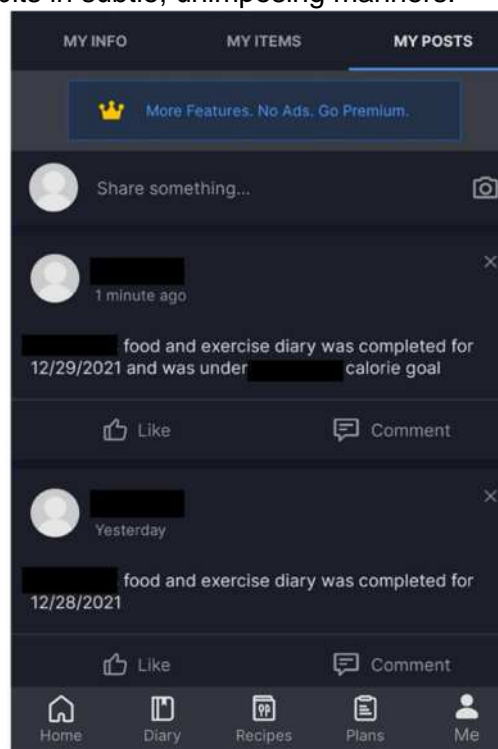 subtle, unimposing manners.
MY INFO MY ITEMS MY POSTS
More Features. No Ads. Go Premium.
Share something...
1 minute ago
food and exercise diary was completed for
12/29/2021 and was under calorie goal
Like Comment
Yesterday
food and exercise diary was completed for
12/28/2021
Like Comment
Home Diary Recipes Plans Me